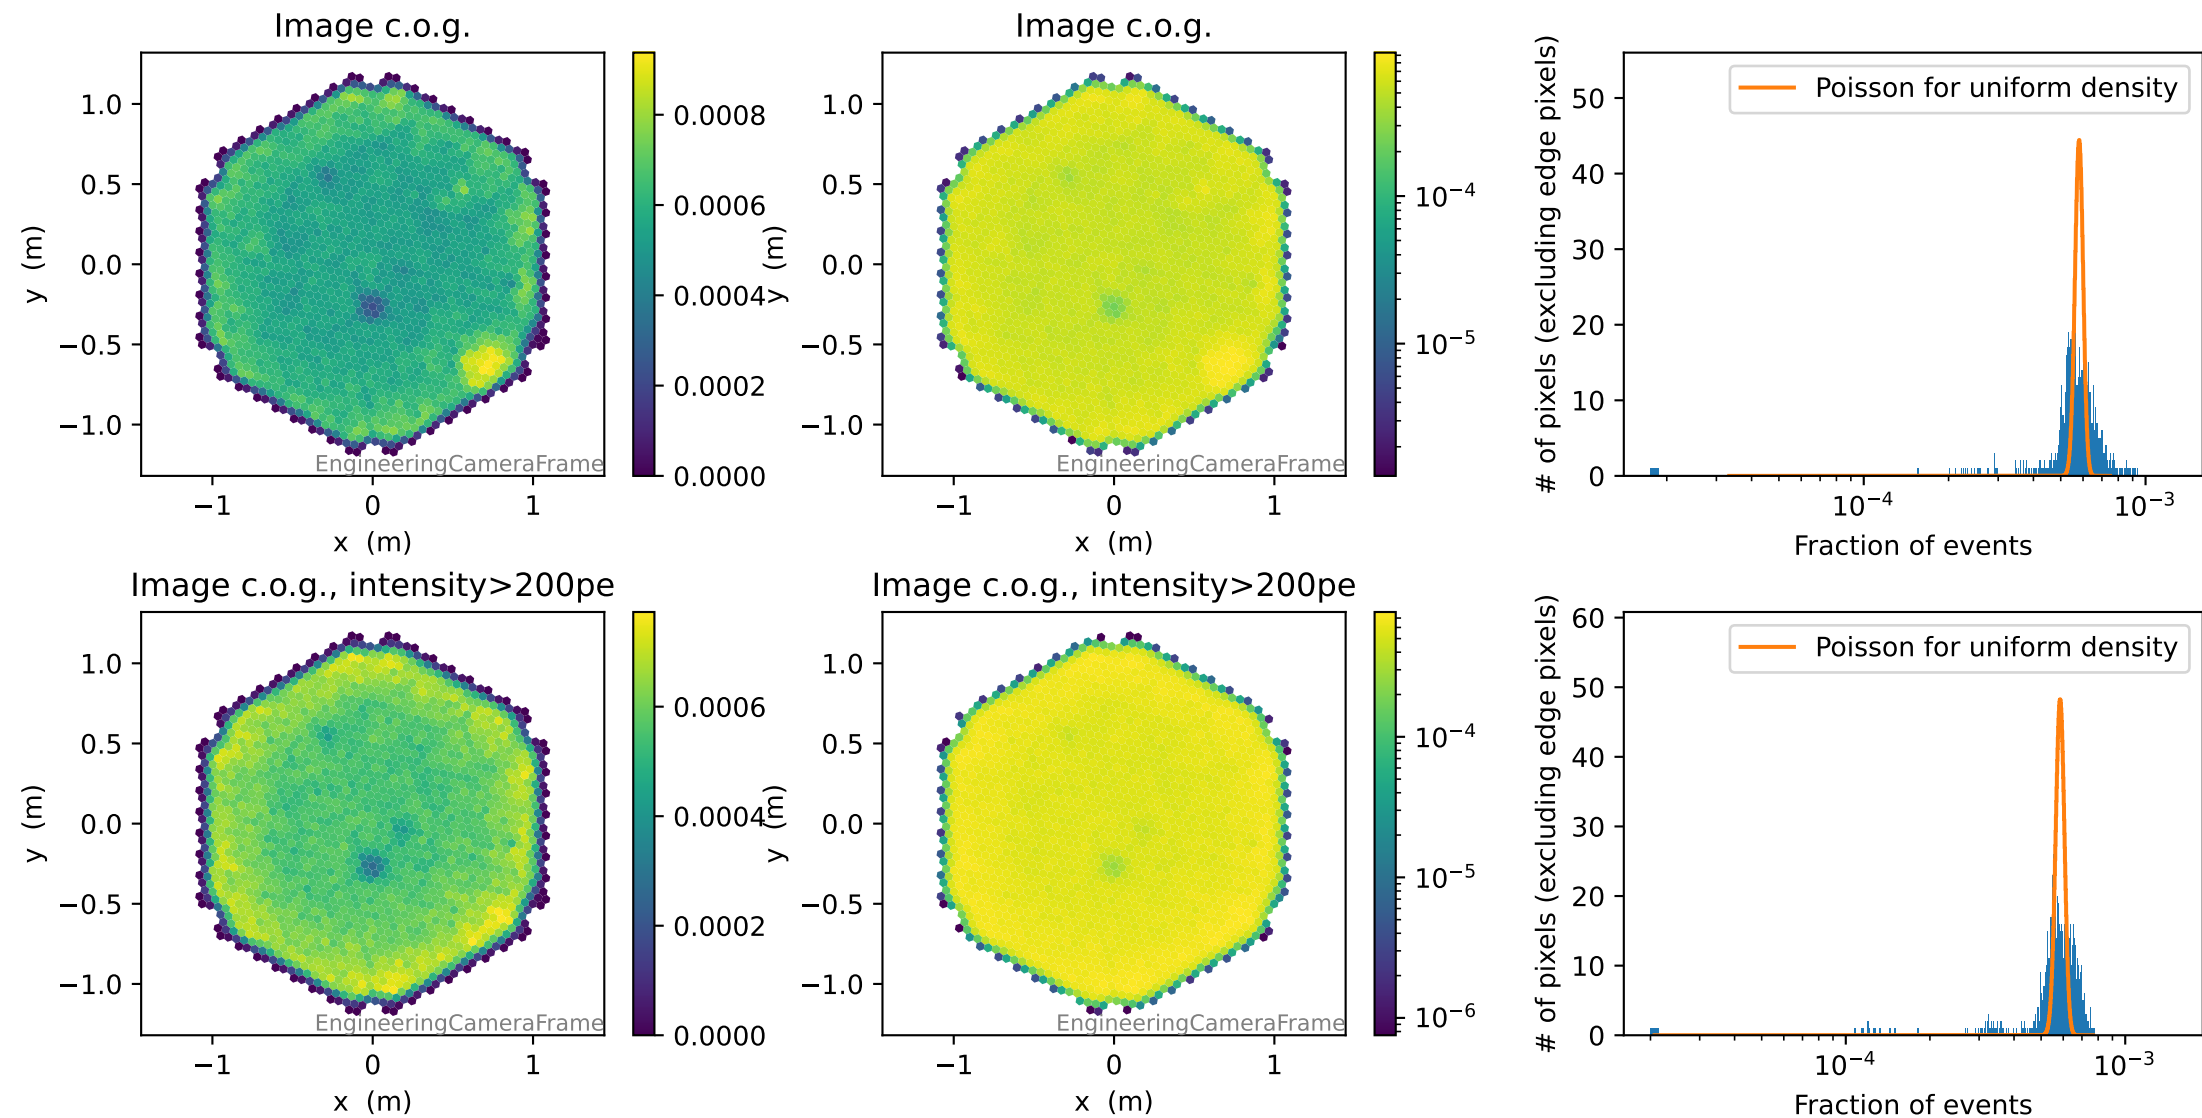 Image c.o.g.
1.0
0.5
0.0
−0.5
−1.0
y (m)
−1
0
1
x (m)
EngineeringCameraFrame
0.0008
0.0006
0.0004
0.0002
0.0000
Image c.o.g.
1.0
0.5
0.0
−0.5
−1.0
y (m)
−1
0
1
x (m)
EngineeringCameraFrame
10−4
10−5
# of pixels (excluding edge pixels)
50
40
30
20
10
0
Poisson for uniform density
10−4
10−3
Fraction of events
Image c.o.g., intensity>200pe
1.0
0.5
0.0
−0.5
−1.0
y (m)
−1
0
1
x (m)
EngineeringCameraFrame
0.0006
0.0004
0.0002
0.0000
Image c.o.g., intensity>200pe
1.0
0.5
0.0
−0.5
−1.0
y (m)
−1
0
1
x (m)
EngineeringCameraFrame
10−4
10−5
10−6
# of pixels (excluding edge pixels)
60
50
40
30
20
10
0
Poisson for uniform density
10−4
10−3
Fraction of events